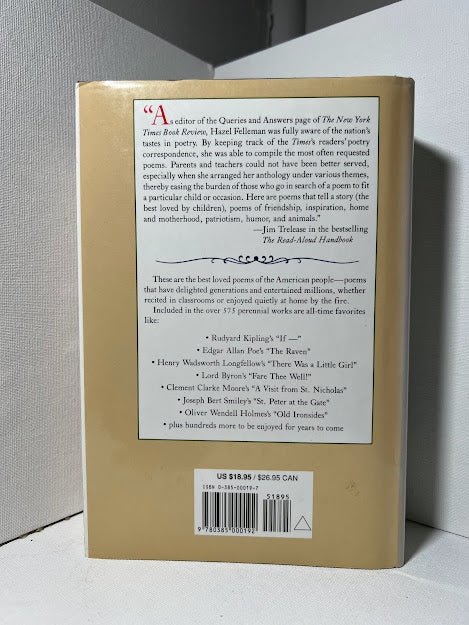 “As editor of the Queries and Answers page of The New York
Times Book Review, Hazel Felleman was fully aware of the nation's
tastes in poetry. By keeping track of the Times's readers' poetry
correspondence, she was able to compile the most often requested
poems. Parents and teachers could not have been better served,
especially when she arranged her anthology under various themes,
thereby easing the burden of those who go in search of a poem to fit
a particular child or occasion. Here are poems that tell a story (the
best loved by children), poems of friendship, inspiration, home
and motherhood, patriotism, humor, and animals.”
—Jim Trelease in the bestselling
The Read-Aloud Handbook
These are the best loved poems of the American people—poems
that have delighted generations and entertained millions, whether
recited in classrooms or enjoyed quietly at home by the fire.
Included in the over 575 perennial works are all-time favorites
like:
• Rudyard Kipling's “If —”
• Edgar Allan Poe's “The Raven”
• Henry Wadsworth Longfellow's “There Was a Little Girl”
• Lord Byron's “Fare Thee Well!”
• Clement Clarke Moore's “A Visit from St. Nicholas”
• Joseph Bert Smiley's “St. Peter at the Gate”
• Oliver Wendell Holmes's “Old Ironsides”
• plus hundreds more to be enjoyed for years to come
US $18.95 / $26.95 CAN
ISBN 0-385-00019-7
51895
9 780385 000192